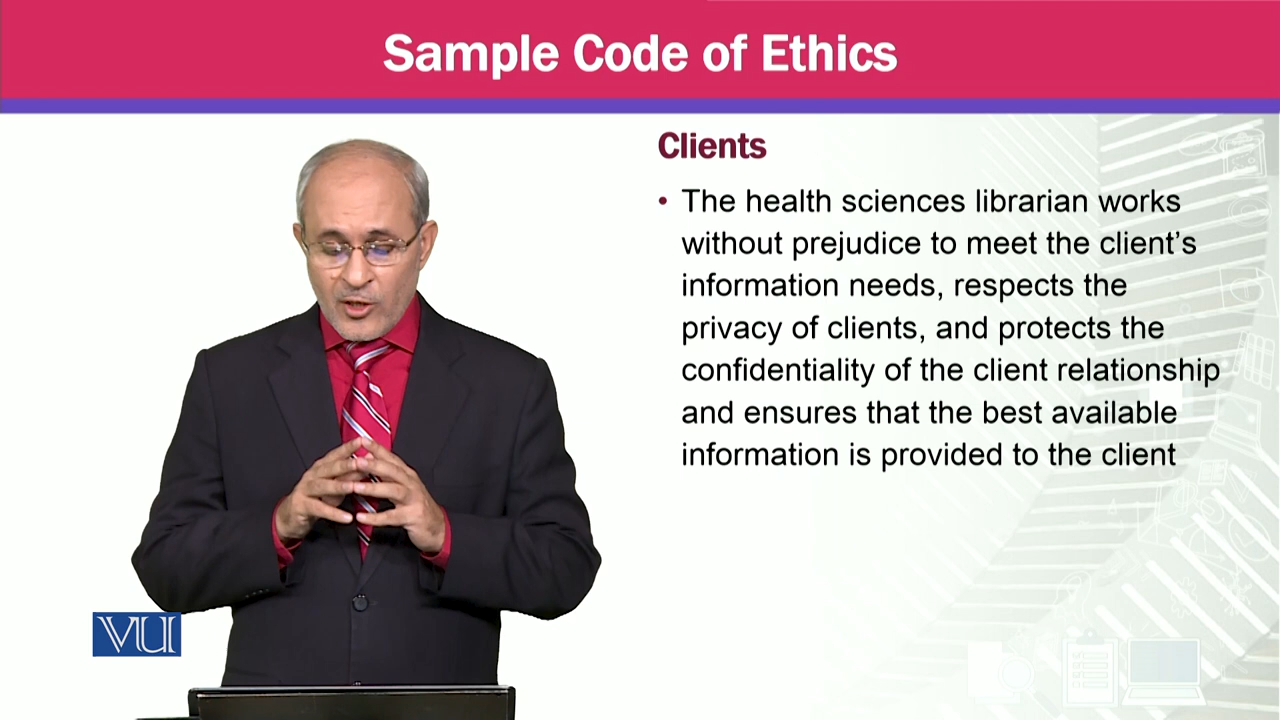 Sample Code of Ethics
Clients
• The health sciences librarian works
without prejudice to meet the client’s
information needs, respects the
privacy of clients, and protects the
confidentiality of the client relationship
and ensures that the best available
information is provided to the client
VU